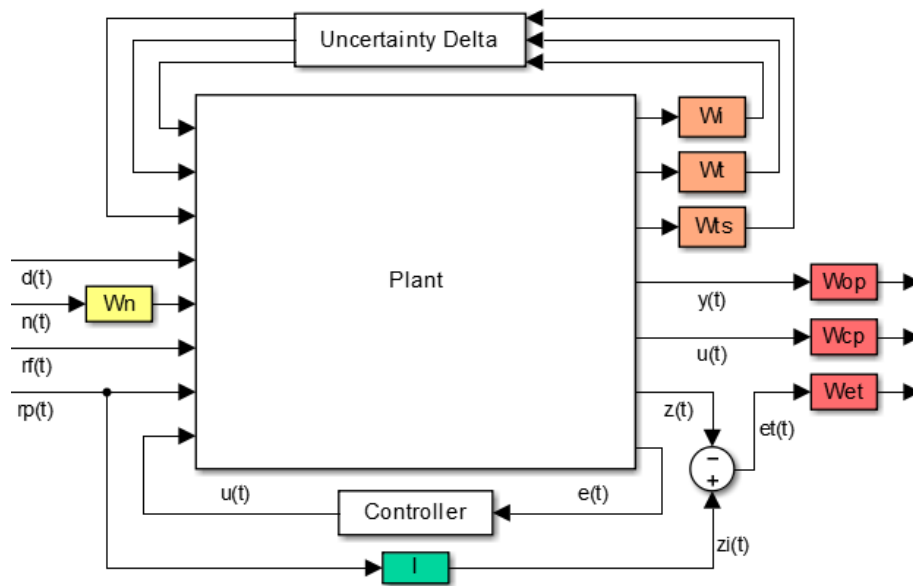 Uncertainty Delta
Wi
Wt
Wts
Plant
d(t)
Wn
n(t)
rf(t)
rp(t)
y(t)
Wop
u(t)
Wcp
z(t)
Wet
et(t)
−
+
u(t)
Controller
e(t)
zi(t)
I